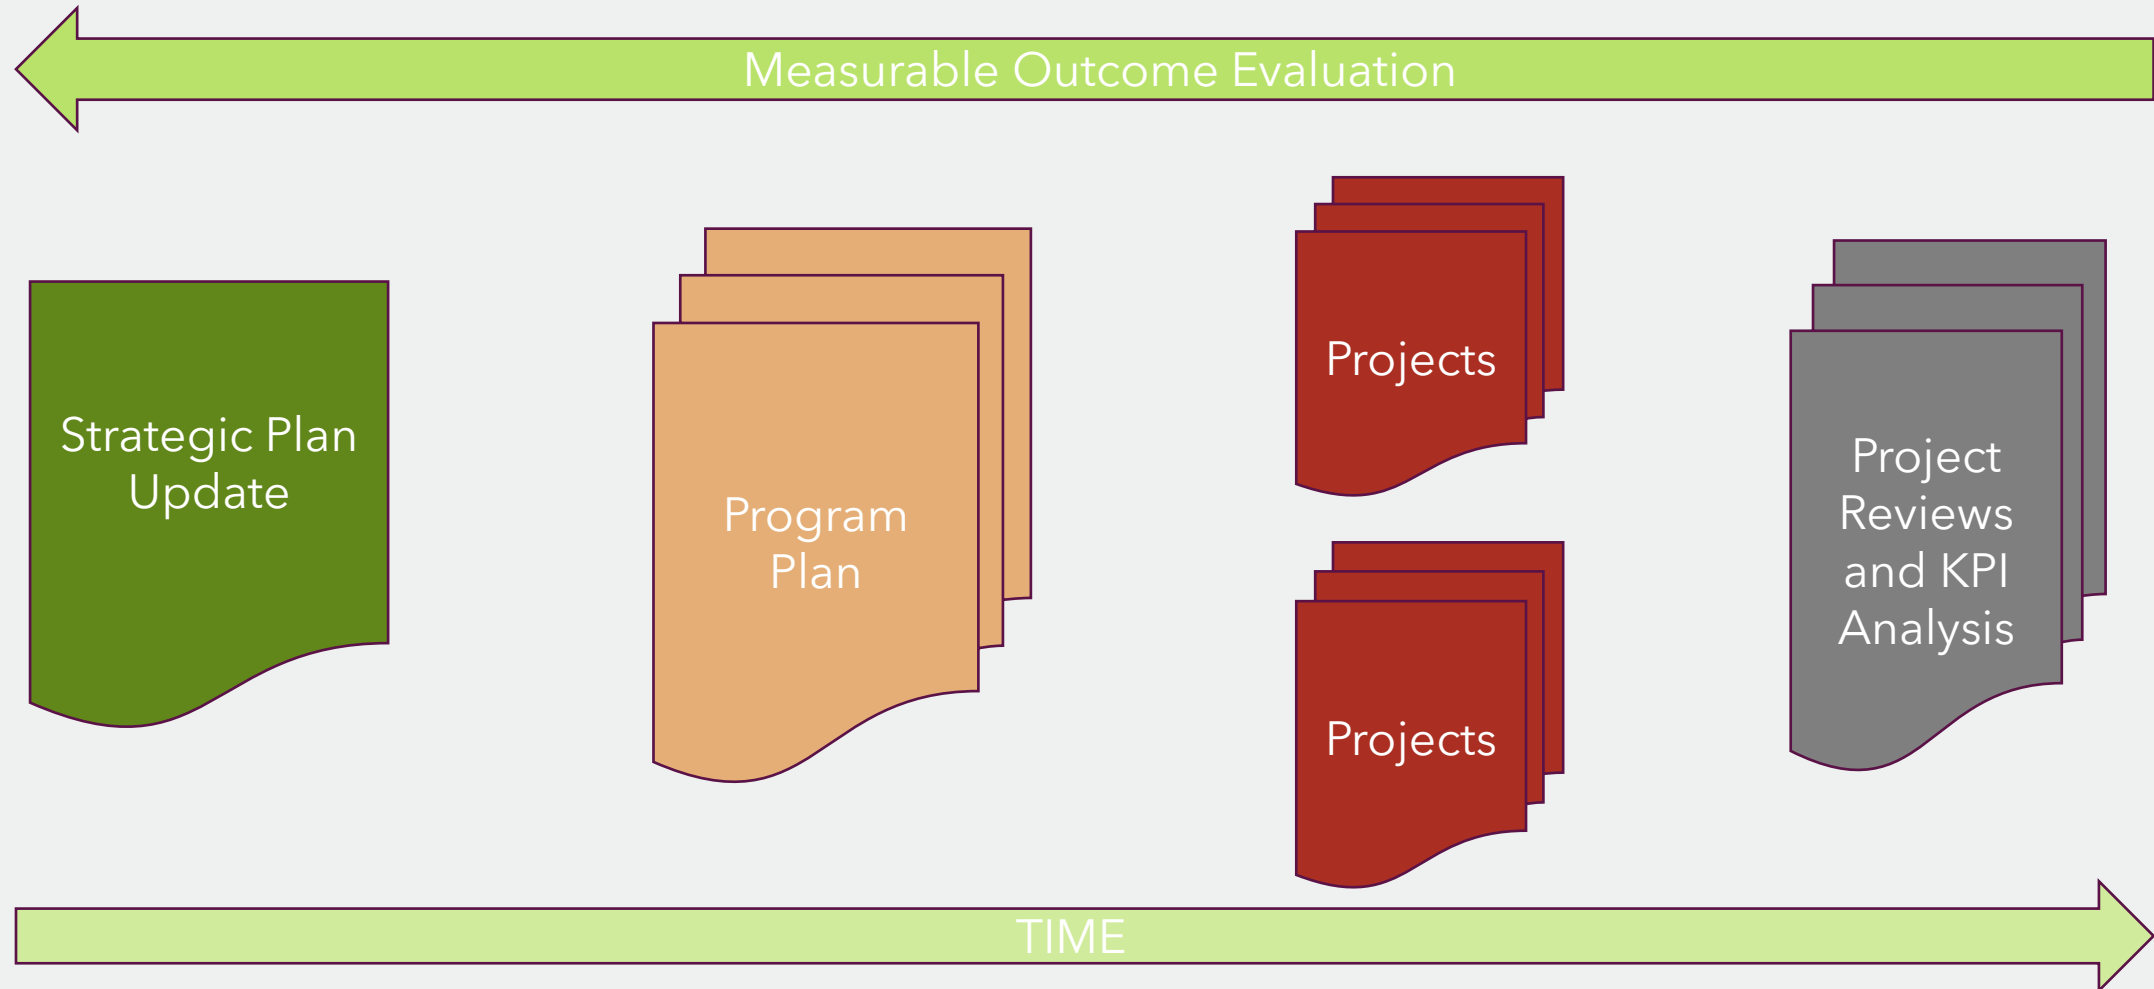 Measurable Outcome Evaluation
Strategic Plan
Update
Program
Plan
Projects
Projects
Project
Reviews
and KPI
Analysis
TIME